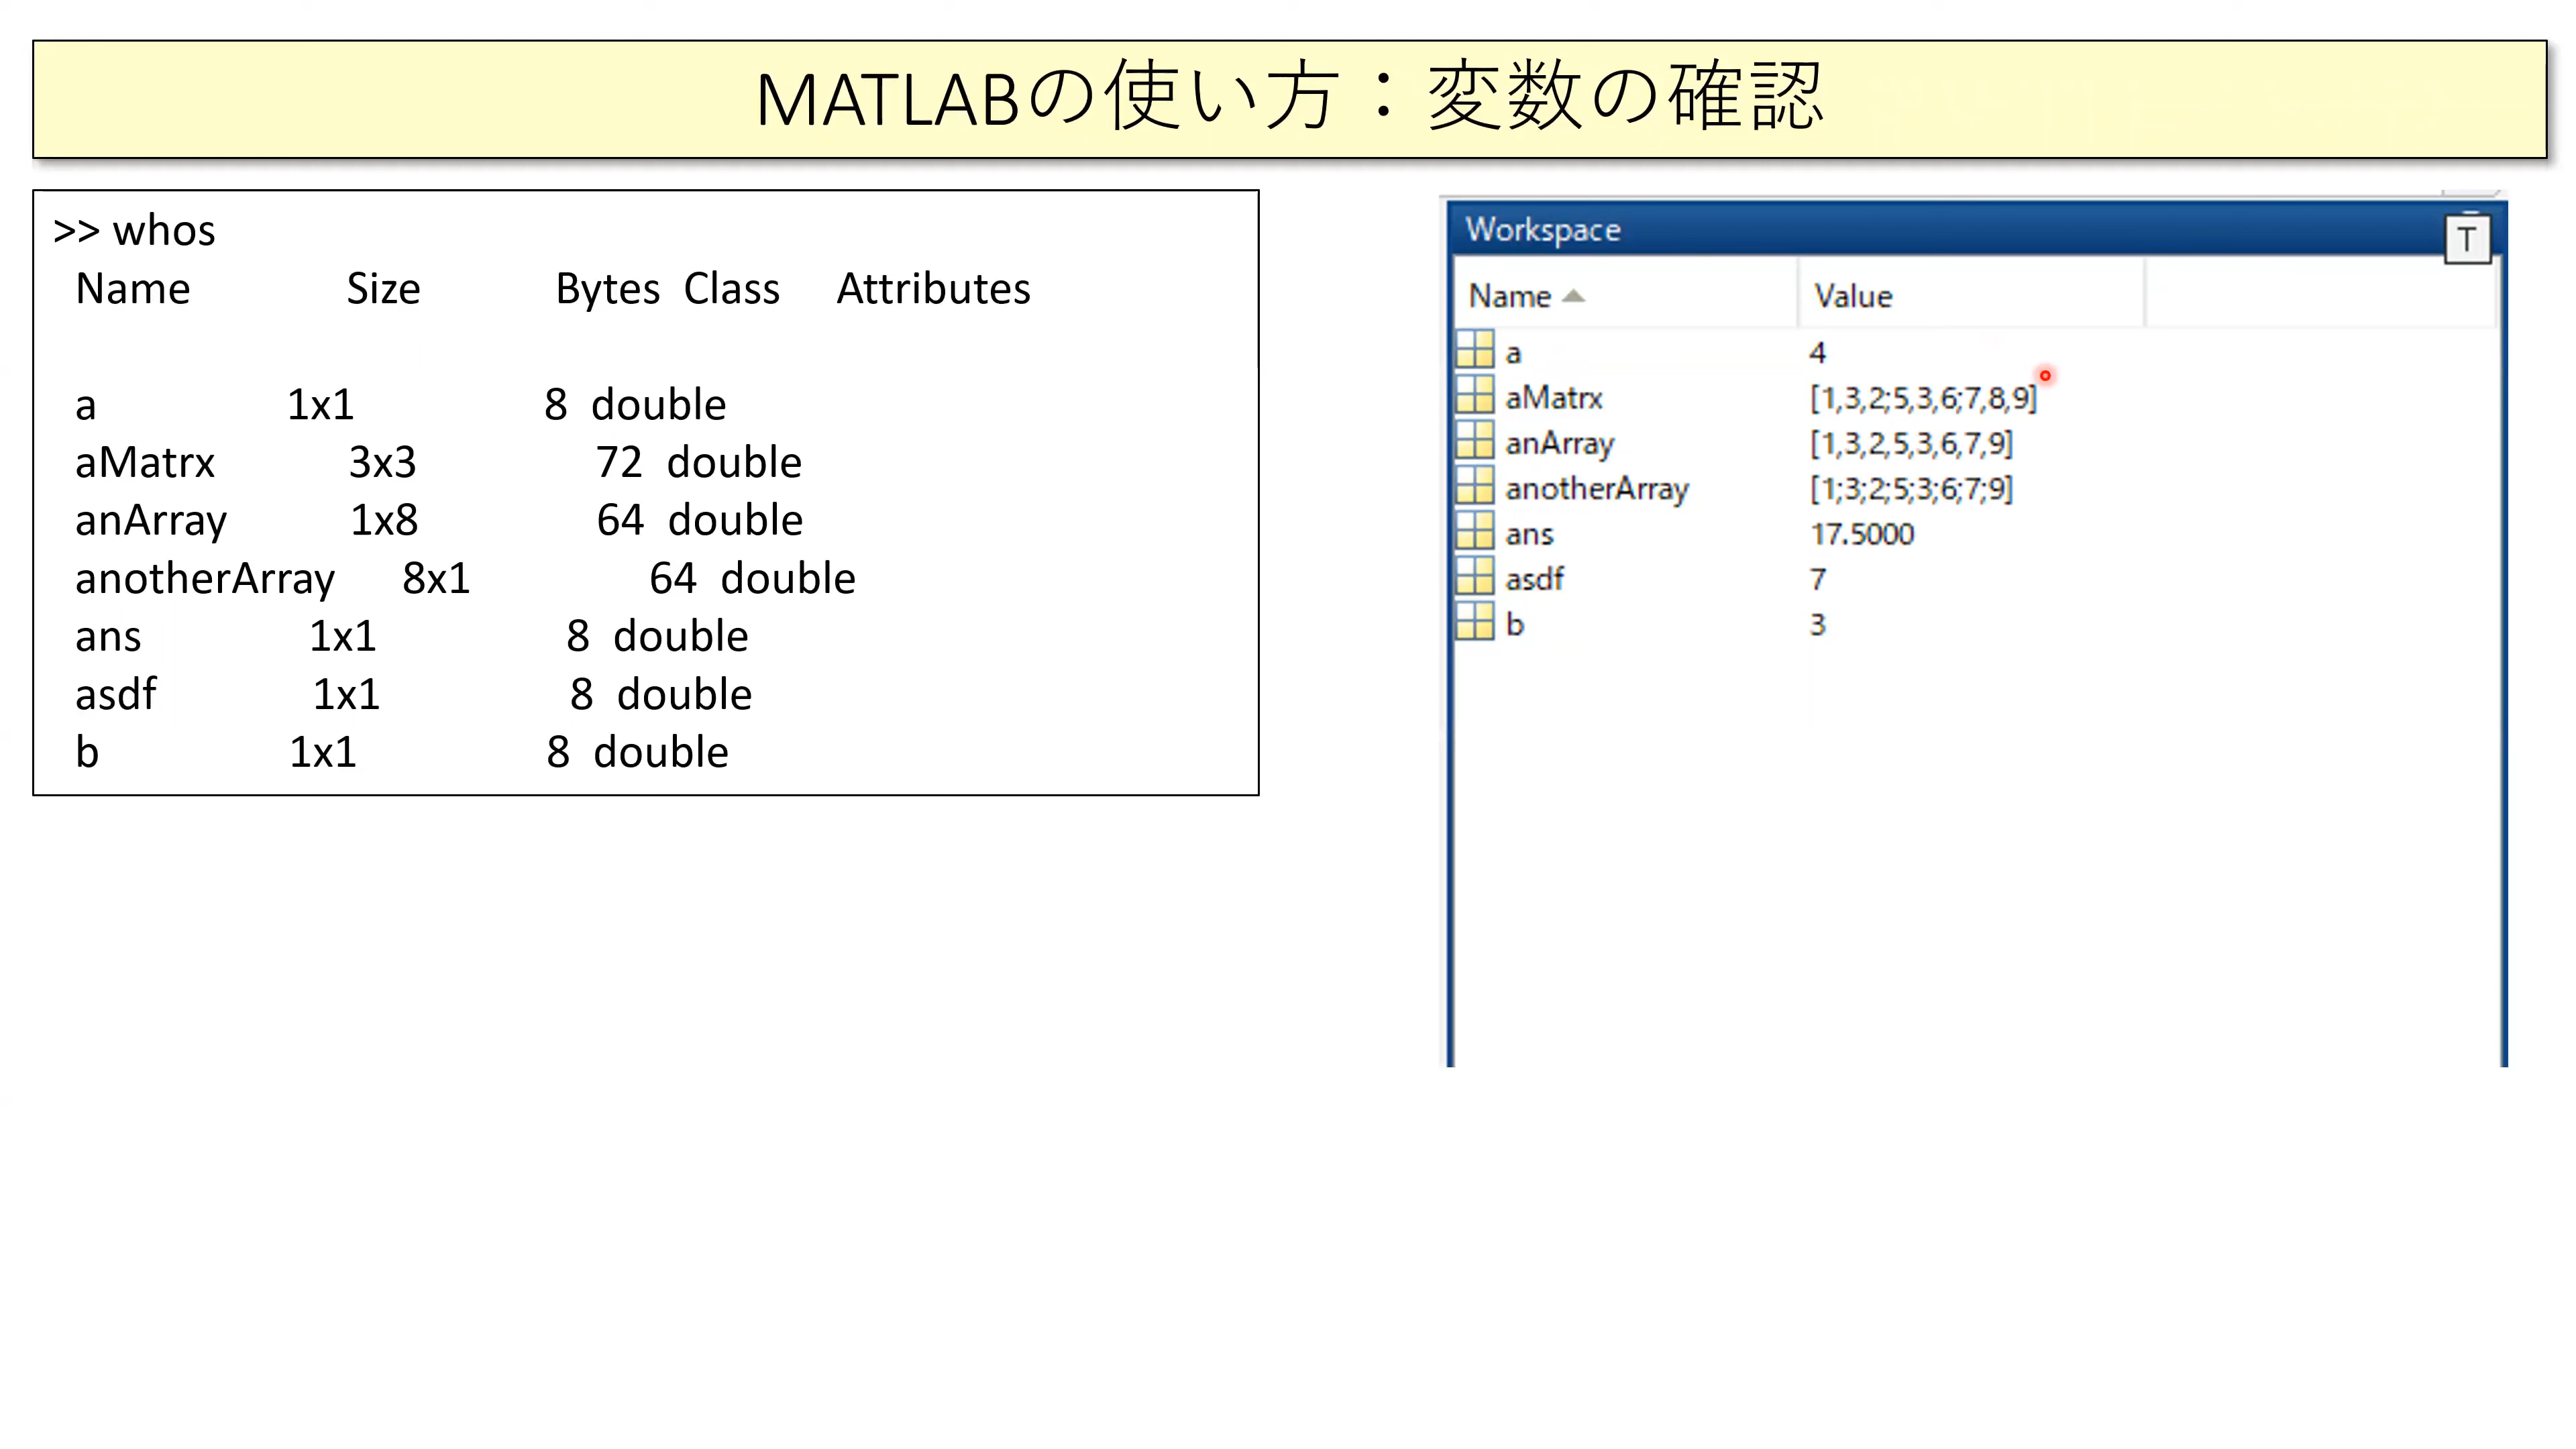 MATLABの使い方：変数の確認
>> whos
Name Size Bytes Class Attributes
a 1x1 8 double
aMatrx 3x3 72 double
anArray 1x8 64 double
anotherArray 8x1 64 double
ans 1x1 8 double
asdf 1x1 8 double
b 1x1 8 double
Workspace
T
Name Value
a 4
aMatrx [1,3,2;5,3,6;7,8,9]
anArray [1,3,2,5,3,6,7,9]
anotherArray [1;3;2;5;3;6;7;9]
ans 17.5000
asdf 7
b 3